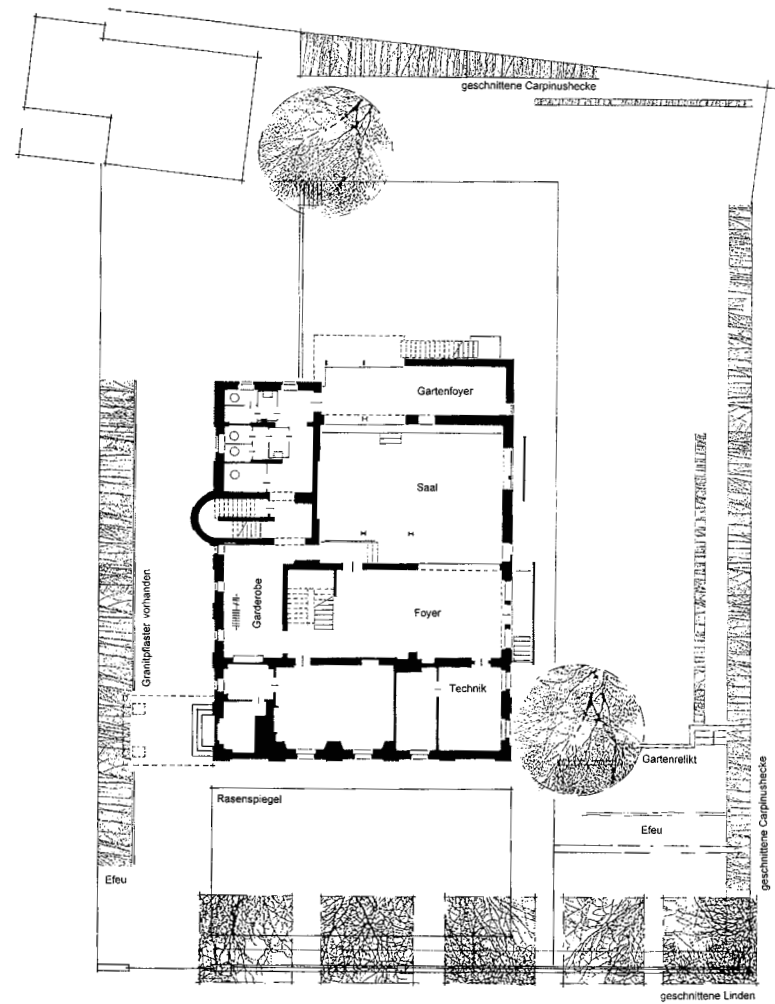 geschnittene Carpinushecke
Gartenfoyer
Saal
Garderobe
Foyer
Granitpflaster vorhanden
Technik
Gartenrelikt
Rasenspiegel
Efeu
Efeu
geschnittene Carpinushecke
geschnittene Linden